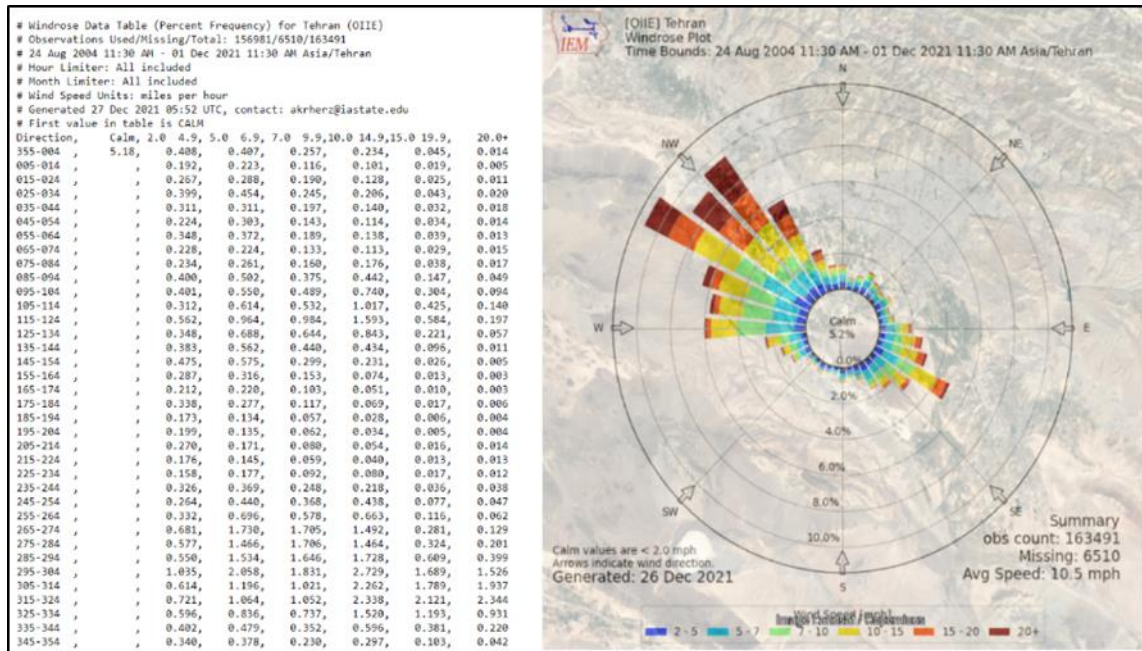 # Windrose Data Table (Percent Frequency) for Tehran (OIIE)
# Observations Used/Missing/Total: 156981/6510/163491
# 24 Aug 2004 11:30 AM - 01 Dec 2021 11:30 AM Asia/Tehran
# Hour Limiter: All included
# Month Limiter: All included
# Wind Speed Units: miles per hour
# Generated 27 Dec 2021 05:52 UTC, contact: akrherz@iastate.edu
# First value in table is CALM
Direction, Calm, 2.0 4.9, 5.0 6.9, 7.0 9.9,10.0 14.9,15.0 19.9, 20.0+
355-004 , 5.18, 0.408, 0.407, 0.257, 0.234, 0.045, 0.014
005-014 , , 0.192, 0.223, 0.116, 0.101, 0.019, 0.005
015-024 , , 0.267, 0.288, 0.190, 0.128, 0.025, 0.011
025-034 , , 0.399, 0.454, 0.245, 0.206, 0.043, 0.020
035-044 , , 0.311, 0.311, 0.197, 0.140, 0.032, 0.018
045-054 , , 0.224, 0.303, 0.143, 0.114, 0.034, 0.014
055-064 , , 0.348, 0.372, 0.189, 0.138, 0.039, 0.013
065-074 , , 0.228, 0.224, 0.133, 0.113, 0.029, 0.015
075-084 , , 0.234, 0.261, 0.160, 0.176, 0.038, 0.017
085-094 , , 0.400, 0.502, 0.375, 0.442, 0.147, 0.049
095-104 , , 0.401, 0.550, 0.489, 0.740, 0.304, 0.094
105-114 , , 0.312, 0.614, 0.532, 1.017, 0.425, 0.140
115-124 , , 0.562, 0.964, 0.984, 1.593, 0.584, 0.197
125-134 , , 0.348, 0.688, 0.644, 0.843, 0.221, 0.057
135-144 , , 0.383, 0.562, 0.440, 0.434, 0.096, 0.011
145-154 , , 0.475, 0.575, 0.299, 0.231, 0.026, 0.005
155-164 , , 0.287, 0.316, 0.153, 0.074, 0.013, 0.003
165-174 , , 0.212, 0.220, 0.103, 0.051, 0.010, 0.003
175-184 , , 0.338, 0.277, 0.117, 0.069, 0.017, 0.006
185-194 , , 0.173, 0.134, 0.057, 0.028, 0.006, 0.004
195-204 , , 0.199, 0.135, 0.062, 0.034, 0.005, 0.004
205-214 , , 0.270, 0.171, 0.080, 0.054, 0.016, 0.014
215-224 , , 0.176, 0.145, 0.059, 0.040, 0.013, 0.013
225-234 , , 0.158, 0.177, 0.092, 0.080, 0.017, 0.012
235-244 , , 0.326, 0.369, 0.248, 0.218, 0.036, 0.038
245-254 , , 0.264, 0.440, 0.368, 0.438, 0.077, 0.047
255-264 , , 0.332, 0.696, 0.578, 0.663, 0.116, 0.062
265-274 , , 0.681, 1.730, 1.705, 1.492, 0.281, 0.129
275-284 , , 0.577, 1.466, 1.706, 1.464, 0.324, 0.201
285-294 , , 0.550, 1.534, 1.646, 1.728, 0.609, 0.399
295-304 , , 1.035, 2.058, 1.831, 2.729, 1.689, 1.526
305-314 , , 0.614, 1.196, 1.021, 2.262, 1.789, 1.937
315-324 , , 0.721, 1.064, 1.052, 2.338, 2.121, 2.344
325-334 , , 0.596, 0.836, 0.737, 1.520, 1.193, 0.931
335-344 , , 0.402, 0.479, 0.352, 0.596, 0.381, 0.220
345-354 , , 0.340, 0.378, 0.230, 0.297, 0.103, 0.042
IEM
[OIIE] Tehran
Windrose Plot
Time Bounds: 24 Aug 2004 11:30 AM - 01 Dec 2021 11:30 AM Asia/Tehran
N
NW
NE
Calm
5.2%
W
E
0.0%
2.0%
4.0%
6.0%
8.0%
10.0%
SW
SE
S
Summary
obs count: 163491
Missing: 6510
Avg Speed: 10.5 mph
Calm values are < 2.0 mph
Arrows indicate wind direction.
Generated: 26 Dec 2021
Wind Speed [mph]
2 - 5
5 - 7
7 - 10
10 - 15
15 - 20
20+